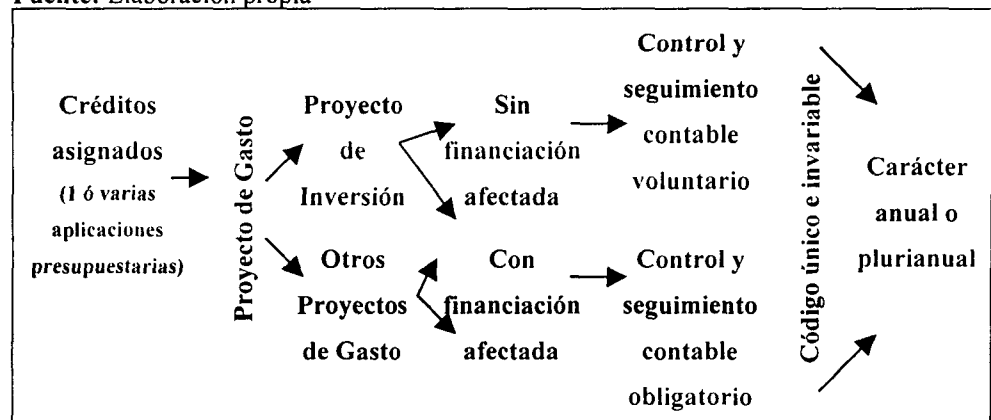 Fuente: Elaboración propia
Créditos
asignados
(1 ó varias
aplicaciones
presupuestarias)
Proyecto de Gasto
Proyecto
de
Inversión
Otros
Proyectos
de Gasto
Sin
financiación
afectada
Con
financiación
afectada
Control y
seguimiento
contable
voluntario
Control y
seguimiento
contable
obligatorio
Código único e invariable
Carácter
anual o
plurianual